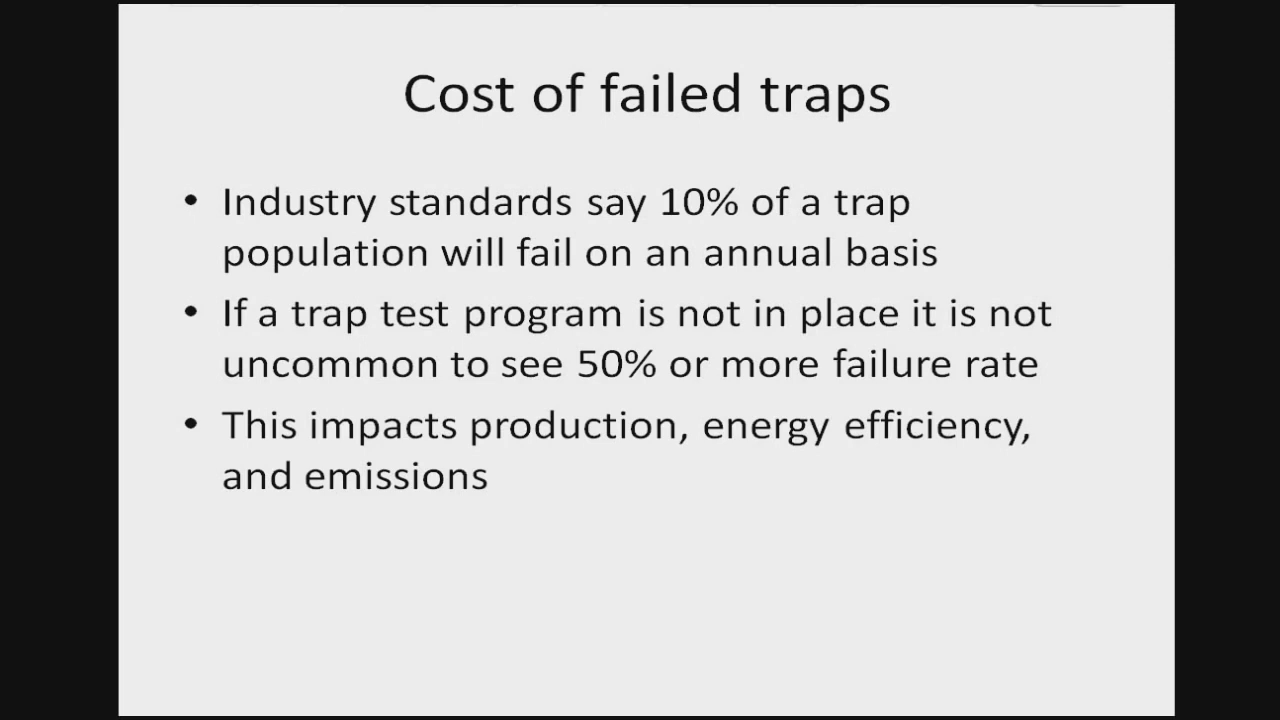 Cost of failed traps
• Industry standards say 10% of a trap
population will fail on an annual basis
• If a trap test program is not in place it is not
uncommon to see 50% or more failure rate
• This impacts production, energy efficiency,
and emissions